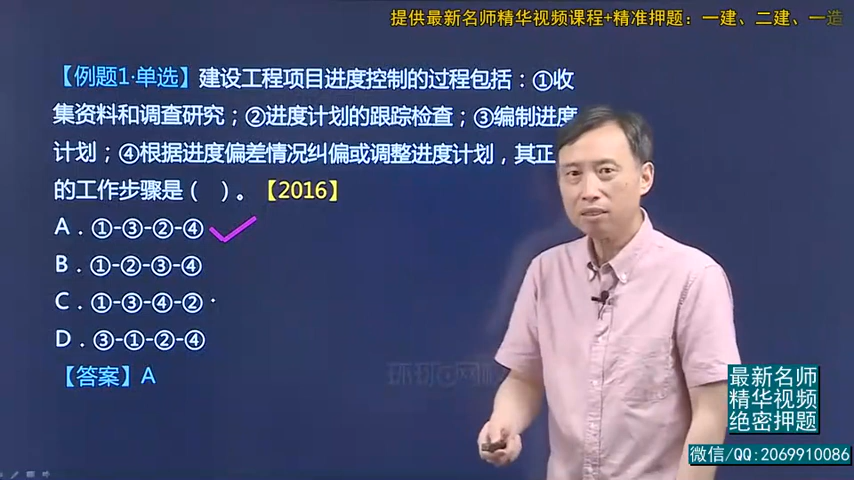 提供最新名师精华视频课程+精准押题：一建、二建、一造
【例题1·单选】建设工程项目进度控制的过程包括：①收
集资料和调查研究；②进度计划的跟踪检查；③编制进度
计划；④根据进度偏差情况纠偏或调整进度计划，其正
的工作步骤是（ ）。【2016】
A．①-③-②-④
B．①-②-③-④
C．①-③-④-②
D．③-①-②-④
【答案】A
环球@网校
最新名师
精华视频
绝密押题
微信/QQ:2069910086